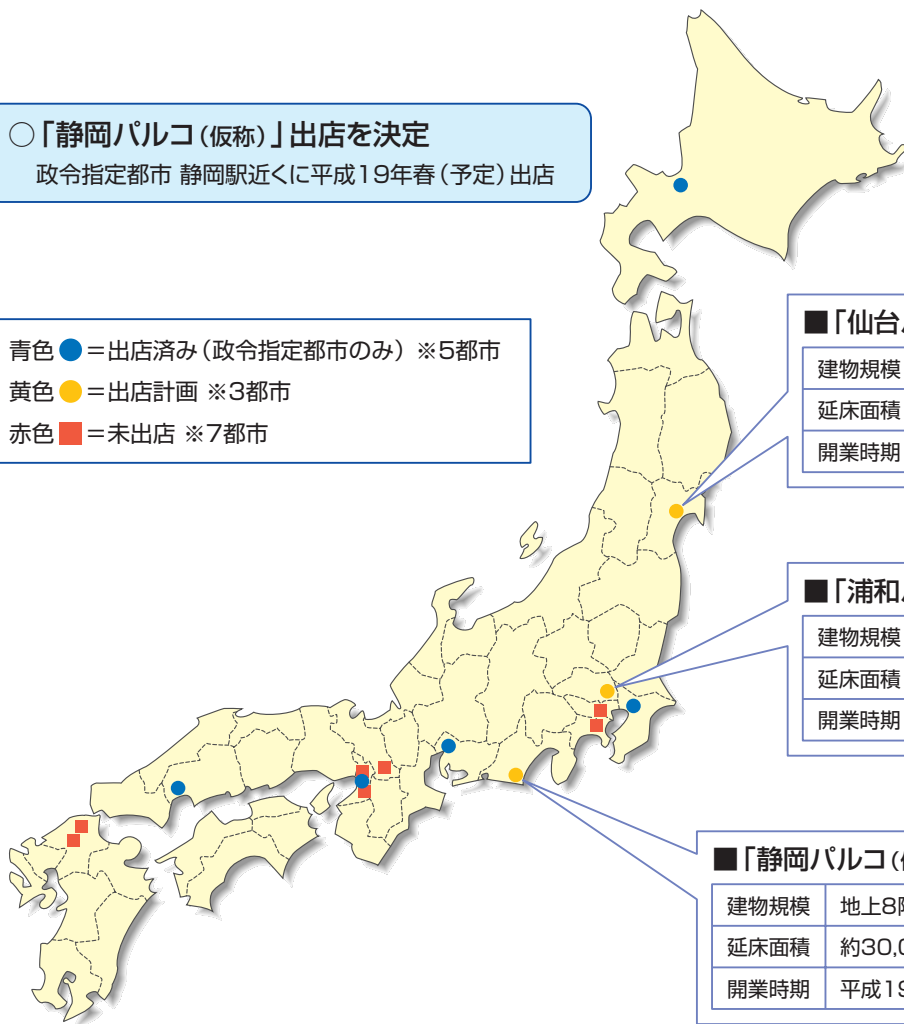 ○「静岡パルコ(仮称)」出店を決定
政令指定都市 静岡駅近くに平成19年春(予定)出店
青色●=出店済み(政令指定都市のみ) ※5都市
黄色●=出店計画 ※3都市
赤色■=未出店 ※7都市
■「仙台
建物規模
延床面積
開業時期
■「浦和
建物規模
延床面積
開業時期
■「静岡パルコ(
建物規模 地上8
延床面積 約30,0
開業時期 平成19